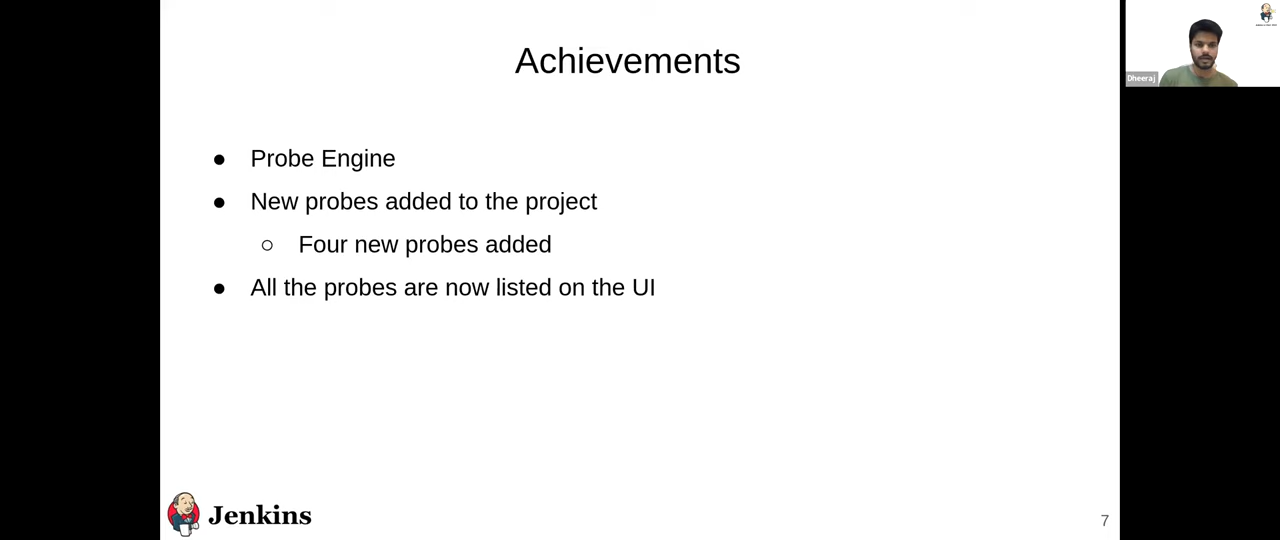 Achievements
● Probe Engine
● New probes added to the project
○ Four new probes added
● All the probes are now listed on the UI
Jenkins
7
Dheeraj